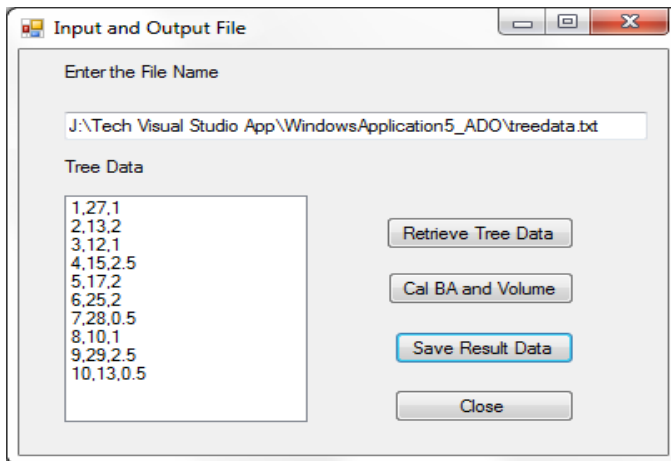 Input and Output File
Enter the File Name
J:\Tech Visual Studio App\WindowsApplication5_ADO\treedata.txt
Tree Data
1,27,1
2,13,2
3,12,1
4,15,2.5
5,17,2
6,25,2
7,28,0.5
8,10,1
9,29,2.5
10,13,0.5
Retrieve Tree Data
Cal BA and Volume
Save Result Data
Close